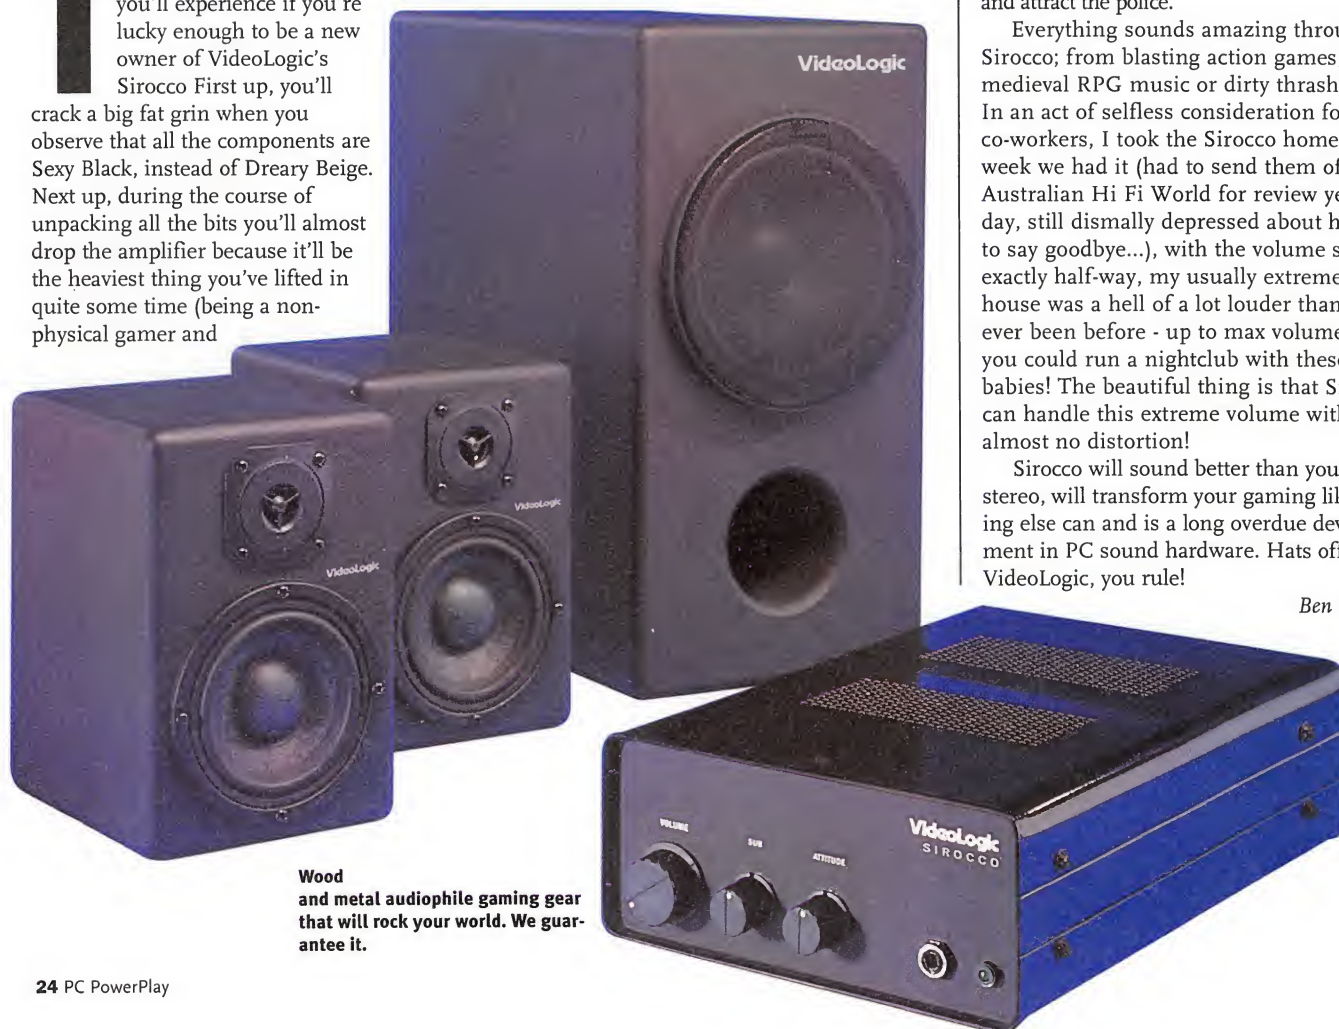 you'll experience if you're
lucky enough to be a new
owner of VideoLogic's
Sirocco First up, you'll
crack a big fat grin when you
observe that all the components are
Sexy Black, instead of Dreary Beige.
Next up, during the course of
unpacking all the bits you'll almost
drop the amplifier because it'll be
the heaviest thing you've lifted in
quite some time (being a non-
physical gamer and
VideoLogic
VideoLogic
VideoLogic
and attract the police.
Everything sounds amazing throu
Sirocco; from blasting action games
medieval RPG music or dirty thrash
In an act of selfless consideration fo
co-workers, I took the Sirocco home
week we had it (had to send them of
Australian Hi Fi World for review ye
day, still dismally depressed about h
to say goodbye...), with the volume s
exactly half-way, my usually extreme
house was a hell of a lot louder than
ever been before - up to max volume
you could run a nightclub with these
babies! The beautiful thing is that S
can handle this extreme volume wit
almost no distortion!
Sirocco will sound better than you
stereo, will transform your gaming lik
ing else can and is a long overdue dev
ment in PC sound hardware. Hats off
VideoLogic, you rule!
Ben
VOLUME
SUB
ATTITUDE
VideoLogic
SIROCCO
Wood
and metal audiophile gaming gear
that will rock your world. We guar-
antee it.
24 PC PowerPlay